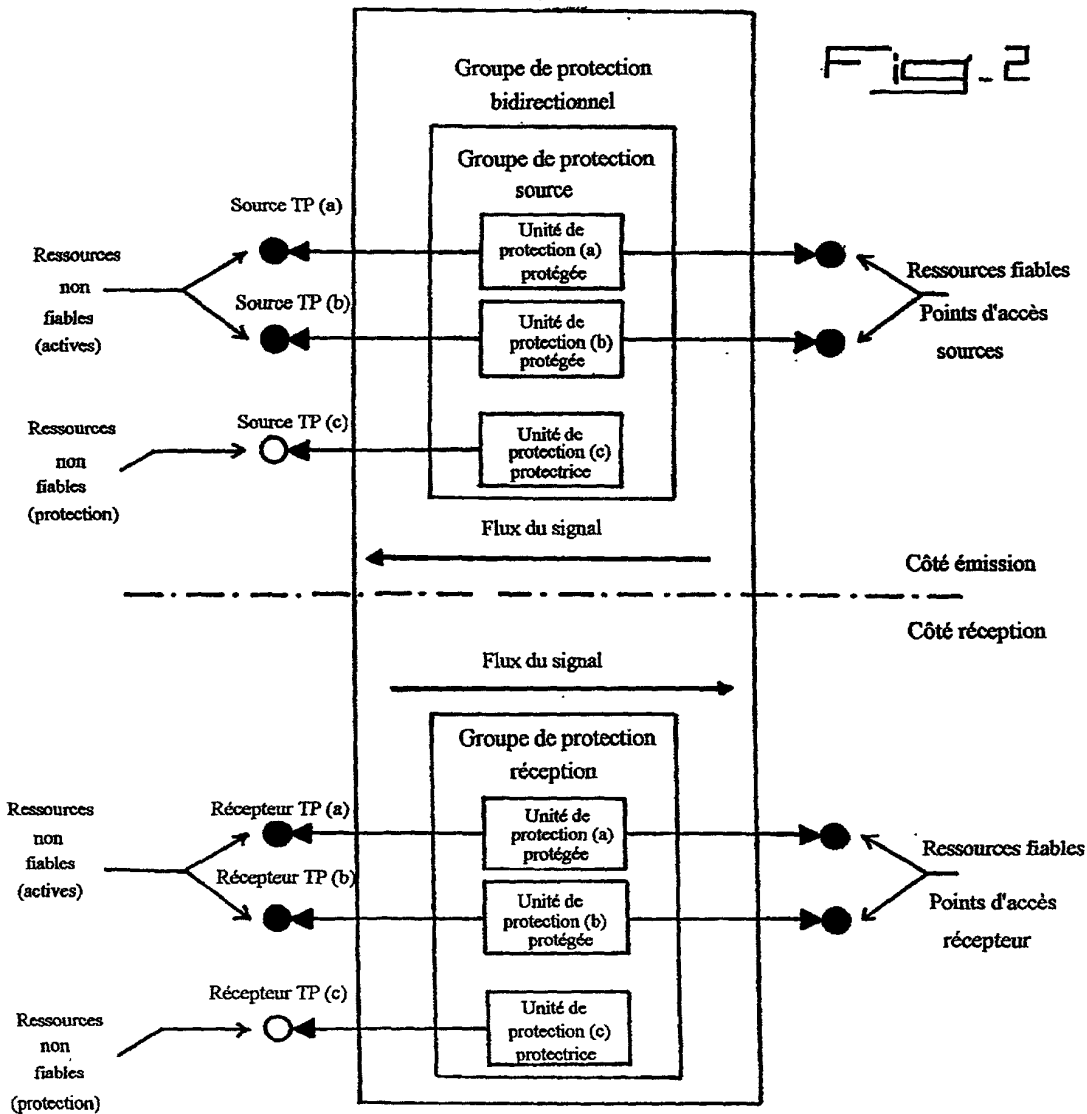 Fig-2
Groupe de protection
bidirectionnel
Groupe de protection
source
Source TP (a)
Unité de
protection (a)
protégée
Ressources
non
fiables
(actives)
Source TP (b)
Unité de
protection (b)
protégée
Ressources fiables
Points d'accès
sources
Source TP (c)
Unité de
protection (c)
protectrice
Ressources
non
fiables
(protection)
Flux du signal
Côté émission
Côté réception
Flux du signal
Groupe de protection
réception
Récepteur TP (a)
Unité de
protection (a)
protégée
Ressources
non
fiables
(actives)
Récepteur TP (b)
Unité de
protection (b)
protégée
Ressources fiables
Points d'accès
récepteur
Récepteur TP (c)
Unité de
protection (c)
protectrice
Ressources
non
fiables
(protection)